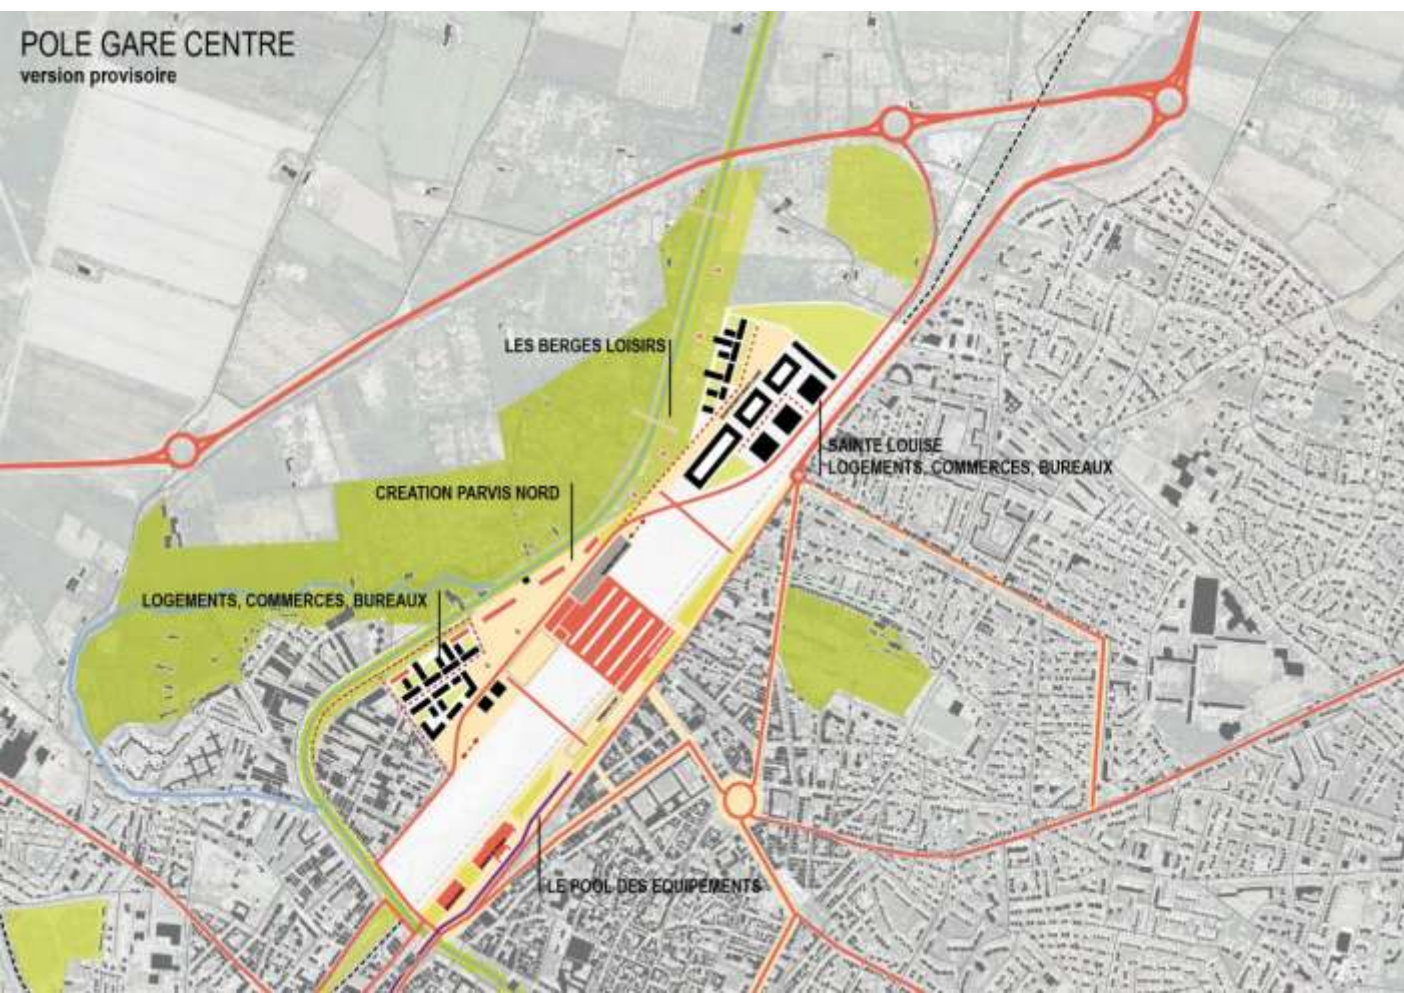 POLE GARE CENTRE
version provisoire
LES BERGES LOISIRS
SAINTE LOUISE
LOGEMENTS, COMMERCES, BUREAUX
CREATION PARVIS NORD
LOGEMENTS, COMMERCES, BUREAUX
LE POOL DES EQUIPEMENTS